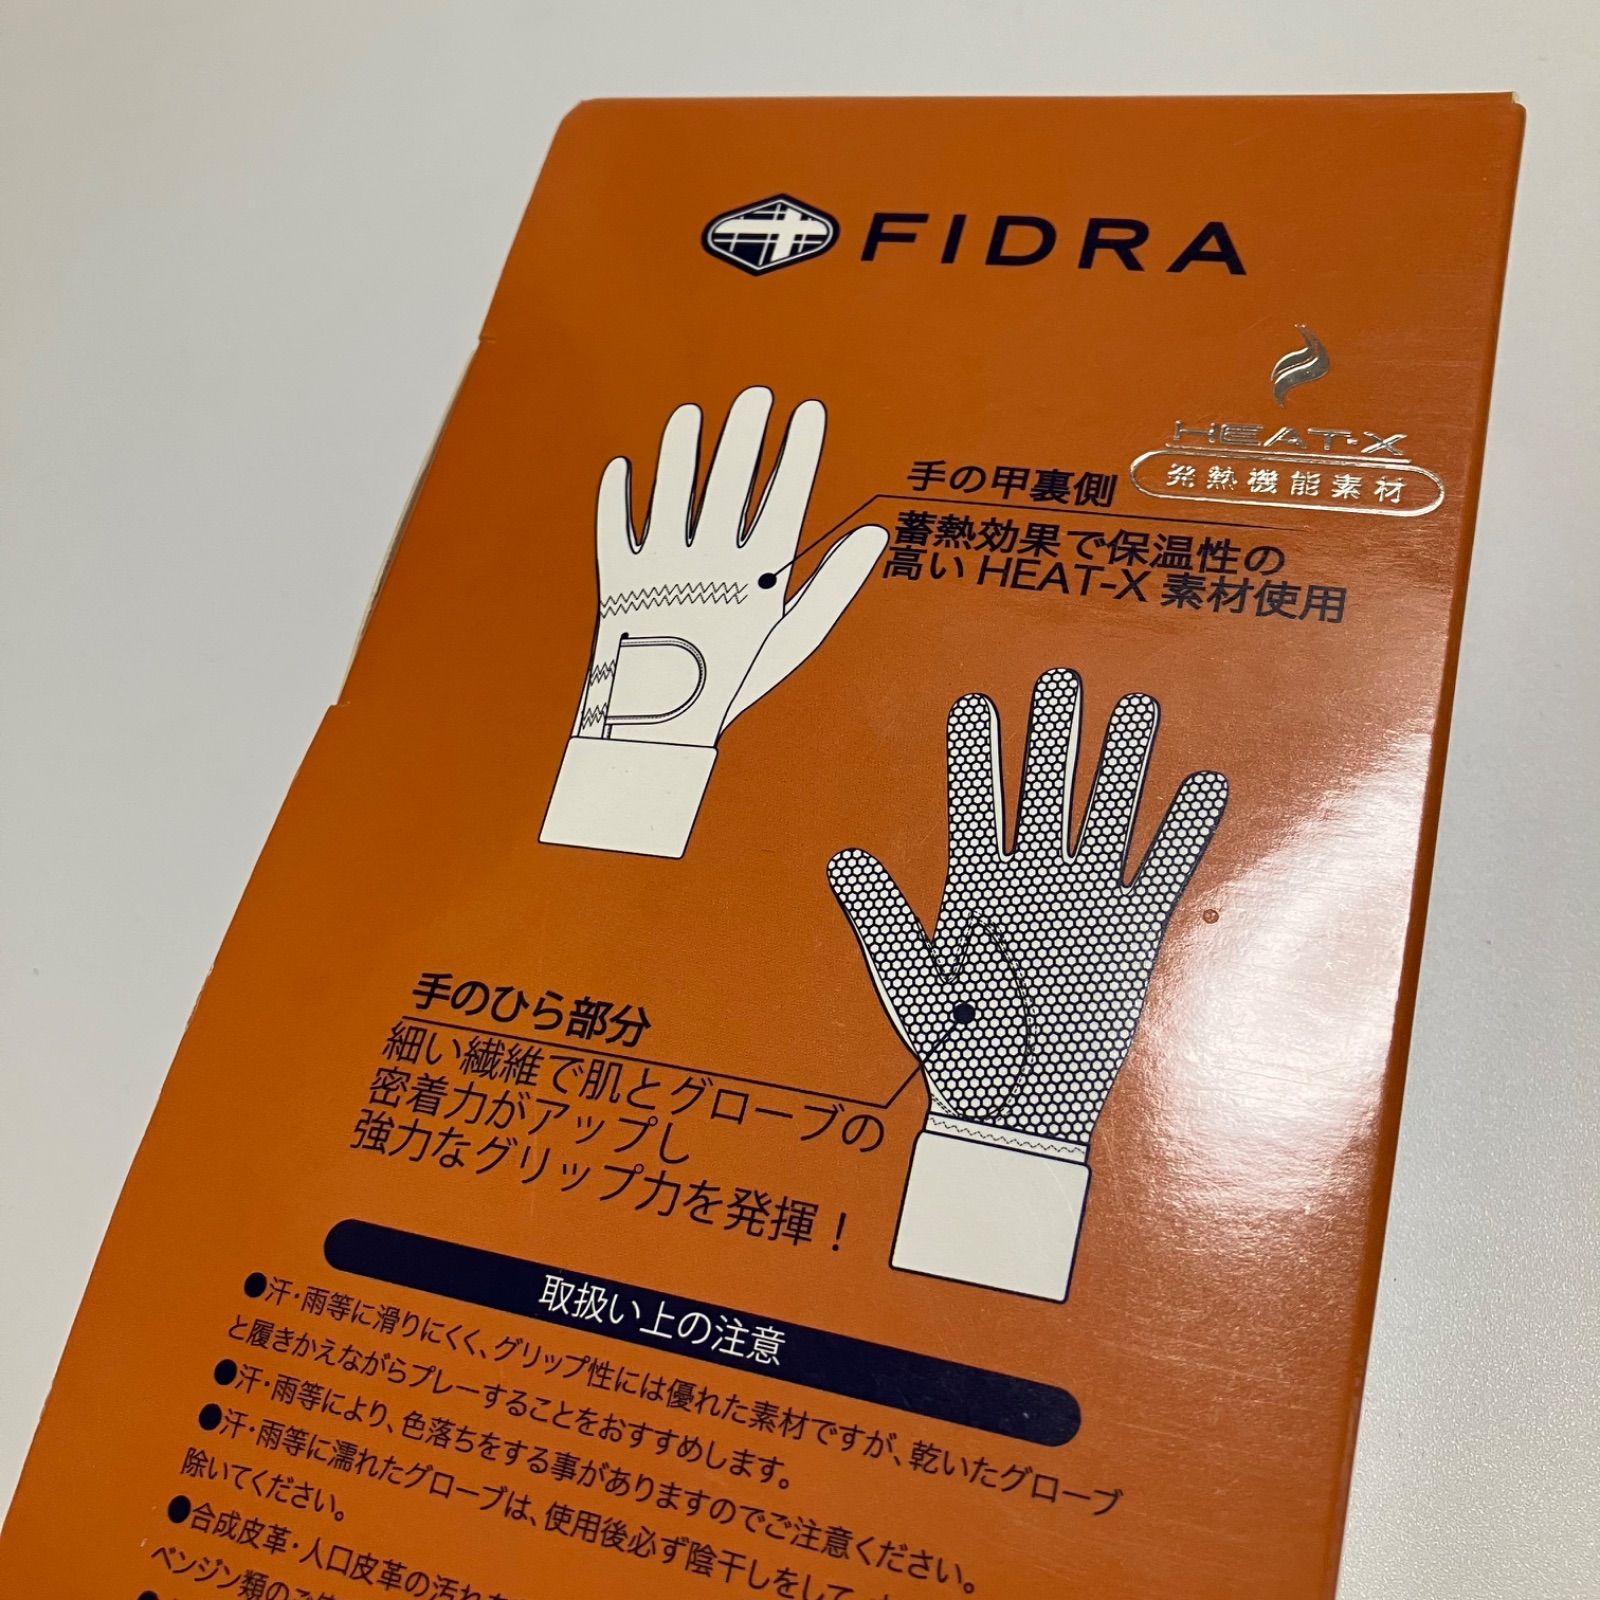 FIDRA
HEAT-X
発熱機能素材
手の甲裏側
蓄熱効果で保温性の
高い HEAT-X 素材使用
手のひら部分
細い繊維で肌とグローブの
密着力がアップし
強力なグリップ力を発揮！
取扱い上の注意
●汗・雨等に滑りにくく、グリップ性には優れた素材ですが、乾いたグローブ
と履きかえながらプレーすることをおすすめします。
●汗・雨等により、色落ちをする事がありますのでご注意ください。
●汗・雨等に濡れたグローブは、使用後必ず陰干しをして、
除いてください。
●合成皮革・人口皮革の汚れ
ベンジン類のご使